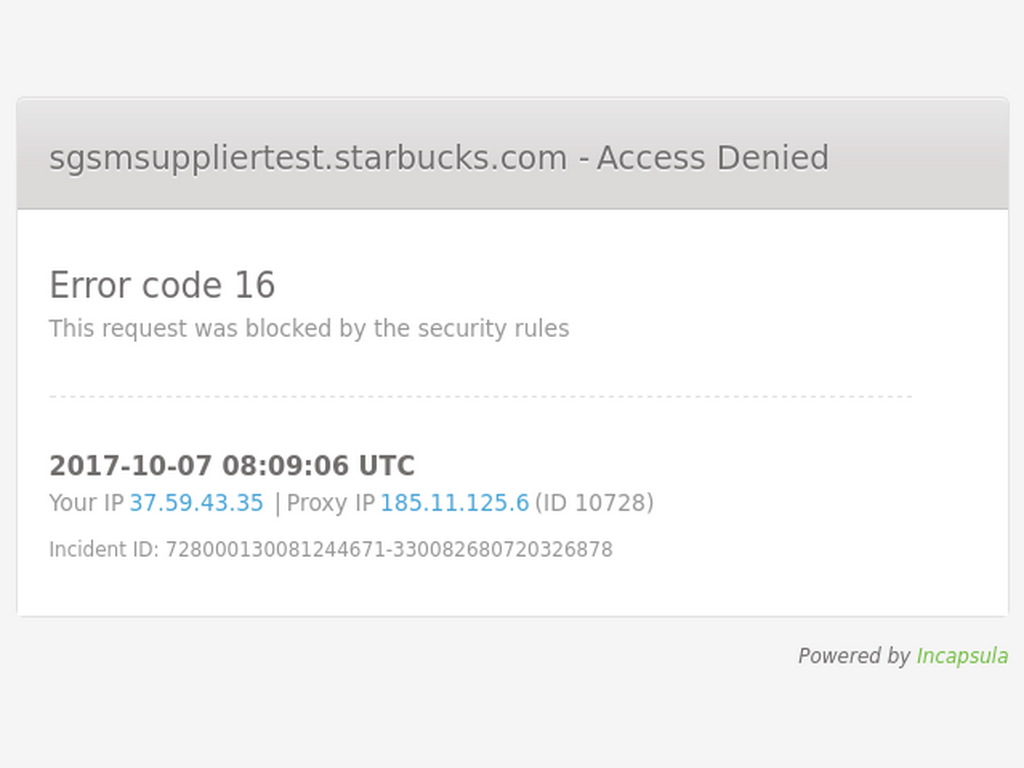 sgsmsuppliertest.starbucks.com - Access Denied
Error code 16
This request was blocked by the security rules
2017-10-07 08:09:06 UTC
Your IP 37.59.43.35 | Proxy IP 185.11.125.6 (ID 10728)
Incident ID: 728000130081244671-330082680720326878
Powered by Incapsula